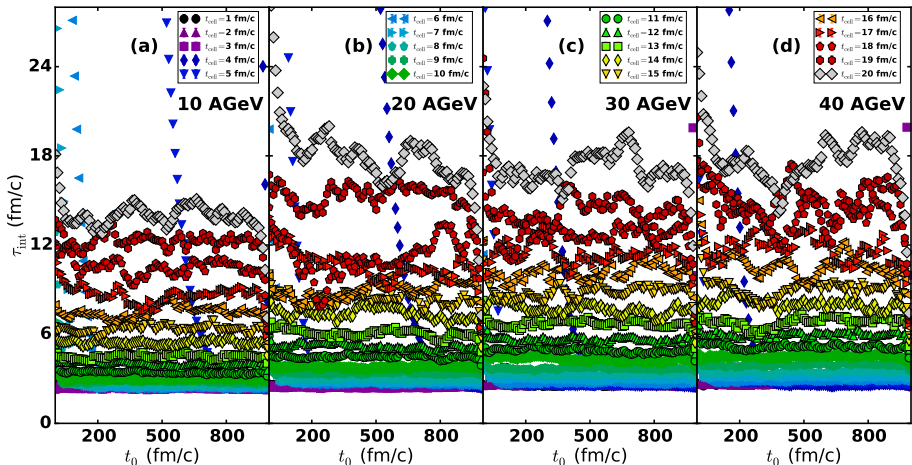 (a)
t_cell=1 fm/c
t_cell=2 fm/c
t_cell=3 fm/c
t_cell=4 fm/c
t_cell=5 fm/c
10 AGeV
(b)
t_cell=6 fm/c
t_cell=7 fm/c
t_cell=8 fm/c
t_cell=9 fm/c
t_cell=10 fm/c
20 AGeV
(c)
t_cell=11 fm/c
t_cell=12 fm/c
t_cell=13 fm/c
t_cell=14 fm/c
t_cell=15 fm/c
30 AGeV
(d)
t_cell=16 fm/c
t_cell=17 fm/c
t_cell=18 fm/c
t_cell=19 fm/c
t_cell=20 fm/c
40 AGeV
24
18
12
6
0
τ_int (fm/c)
200 500 800 200 500 800 200 500 800 200 500 800
t_0 (fm/c) t_0 (fm/c) t_0 (fm/c) t_0 (fm/c)